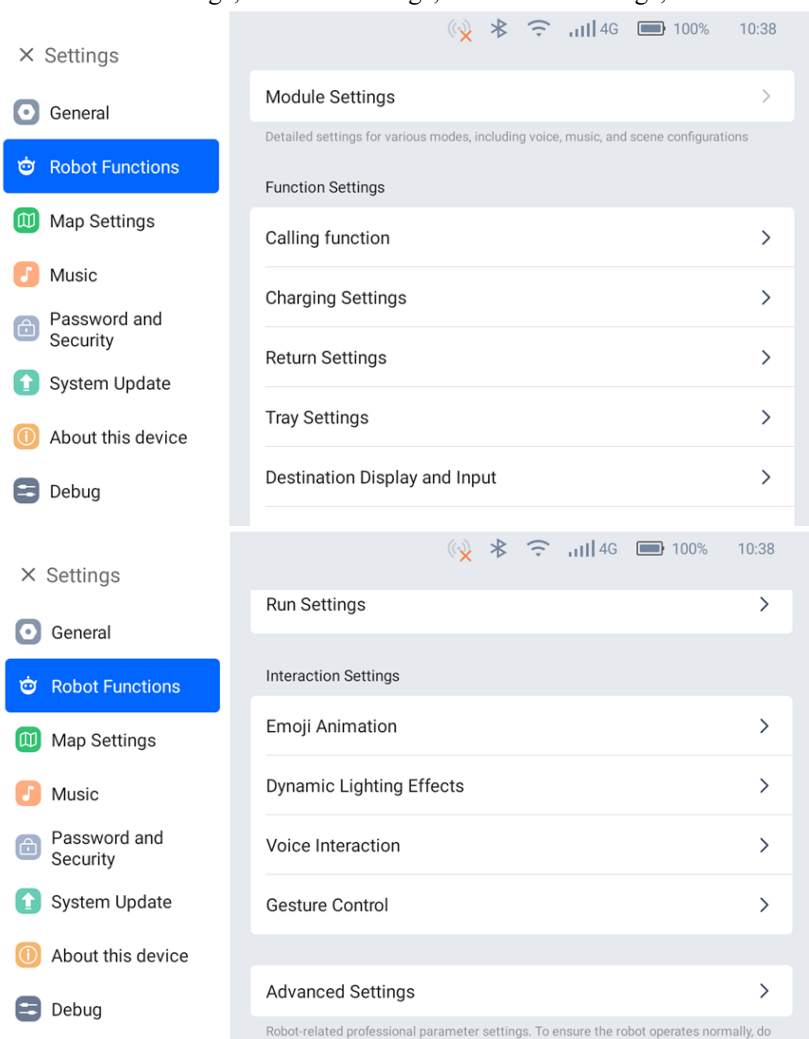 4G 100% 10:38
Settings
General
Robot Functions
Map Settings
Music
Password and
Security
System Update
About this device
Debug
Module Settings
Detailed settings for various modes, including voice, music, and scene configurations
Function Settings
Calling function
Charging Settings
Return Settings
Tray Settings
Destination Display and Input
4G 100% 10:38
Settings
General
Robot Functions
Map Settings
Music
Password and
Security
System Update
About this device
Debug
Run Settings
Interaction Settings
Emoji Animation
Dynamic Lighting Effects
Voice Interaction
Gesture Control
Advanced Settings
Robot-related professional parameter settings. To ensure the robot operates normally, do